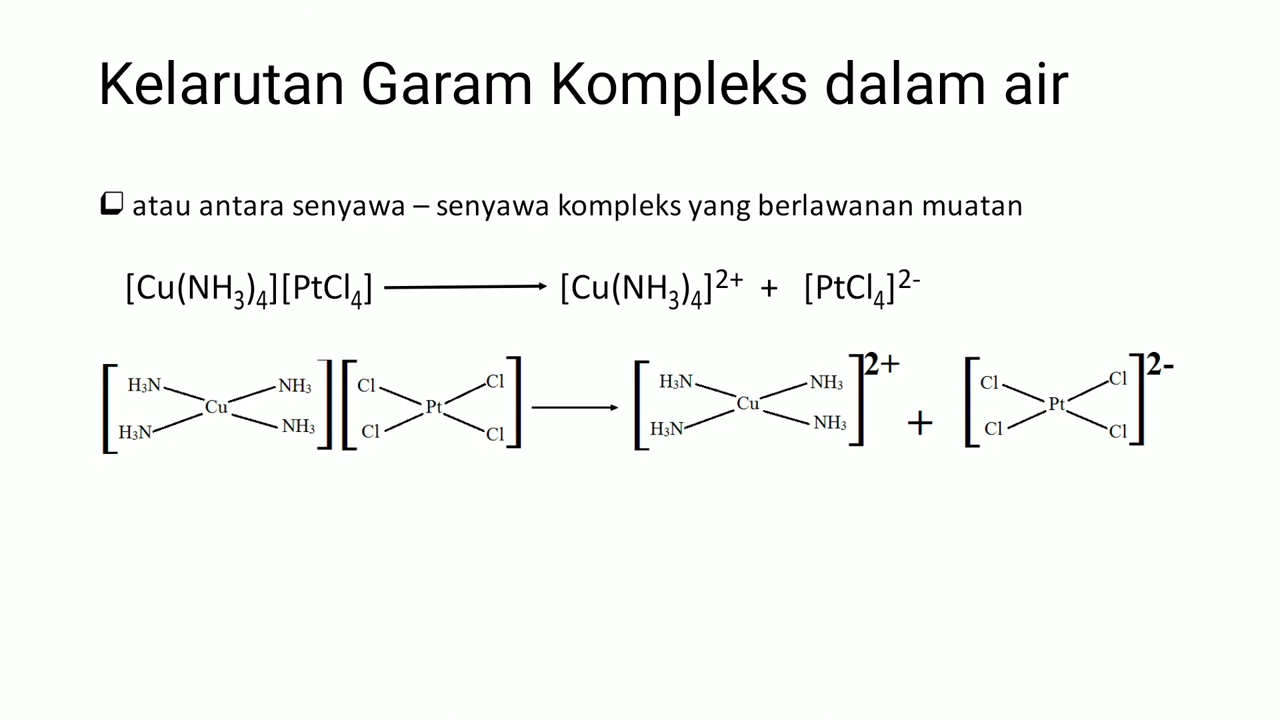 Kelarutan Garam Kompleks dalam air
❑ atau antara senyawa – senyawa kompleks yang berlawanan muatan
[Cu(NH₃)₄][PtCl₄] ⟶ [Cu(NH₃)₄]²⁺ + [PtCl₄]²⁻
[ H₃N NH₃ ] [ Cl Cl ] [ H₃N NH₃ ]²⁺ [ Cl Cl ]²⁻
Cu Pt ⟶ Cu + Pt
H₃N NH₃ Cl Cl H₃N NH₃ Cl Cl